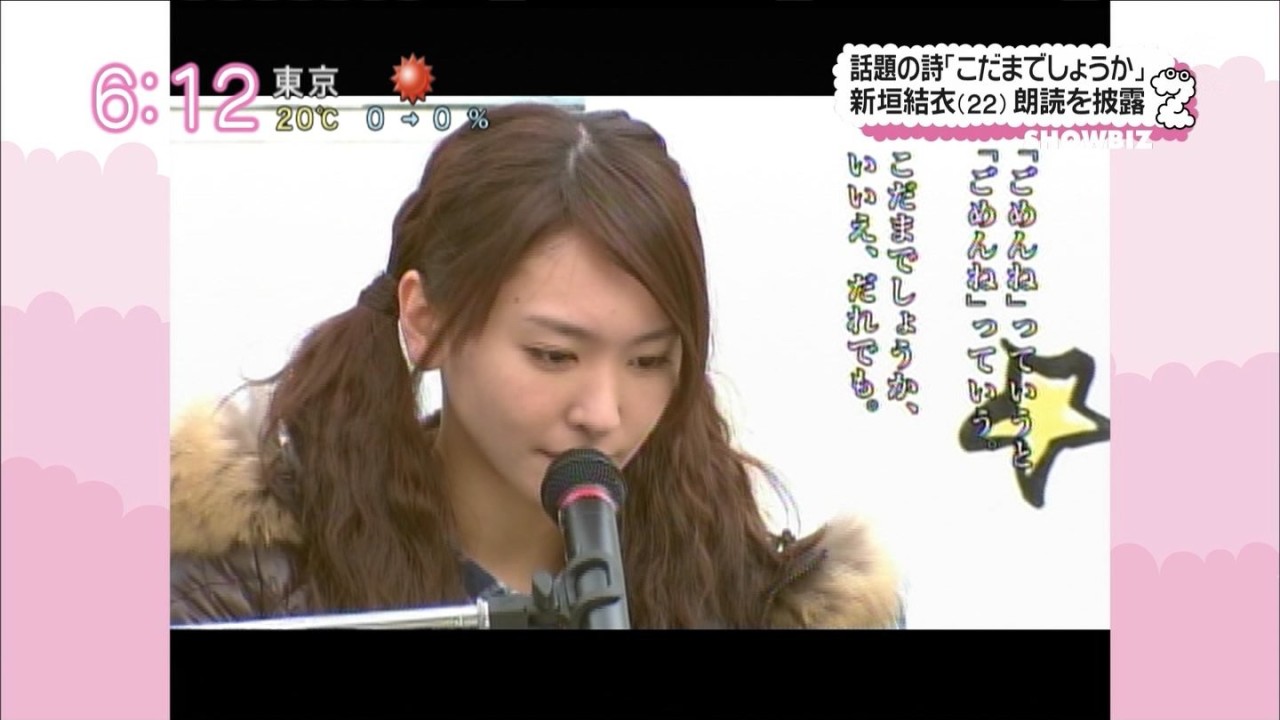 6:12
東京
20℃ 0→0%
話題の詩「こだまでしょうか」
新垣結衣(22) 朗読を披露
SHOWBIZ
「ごめんね」っていうと
「ごめんね」っていう。
こだまでしょうか、
いいえ、だれでも。